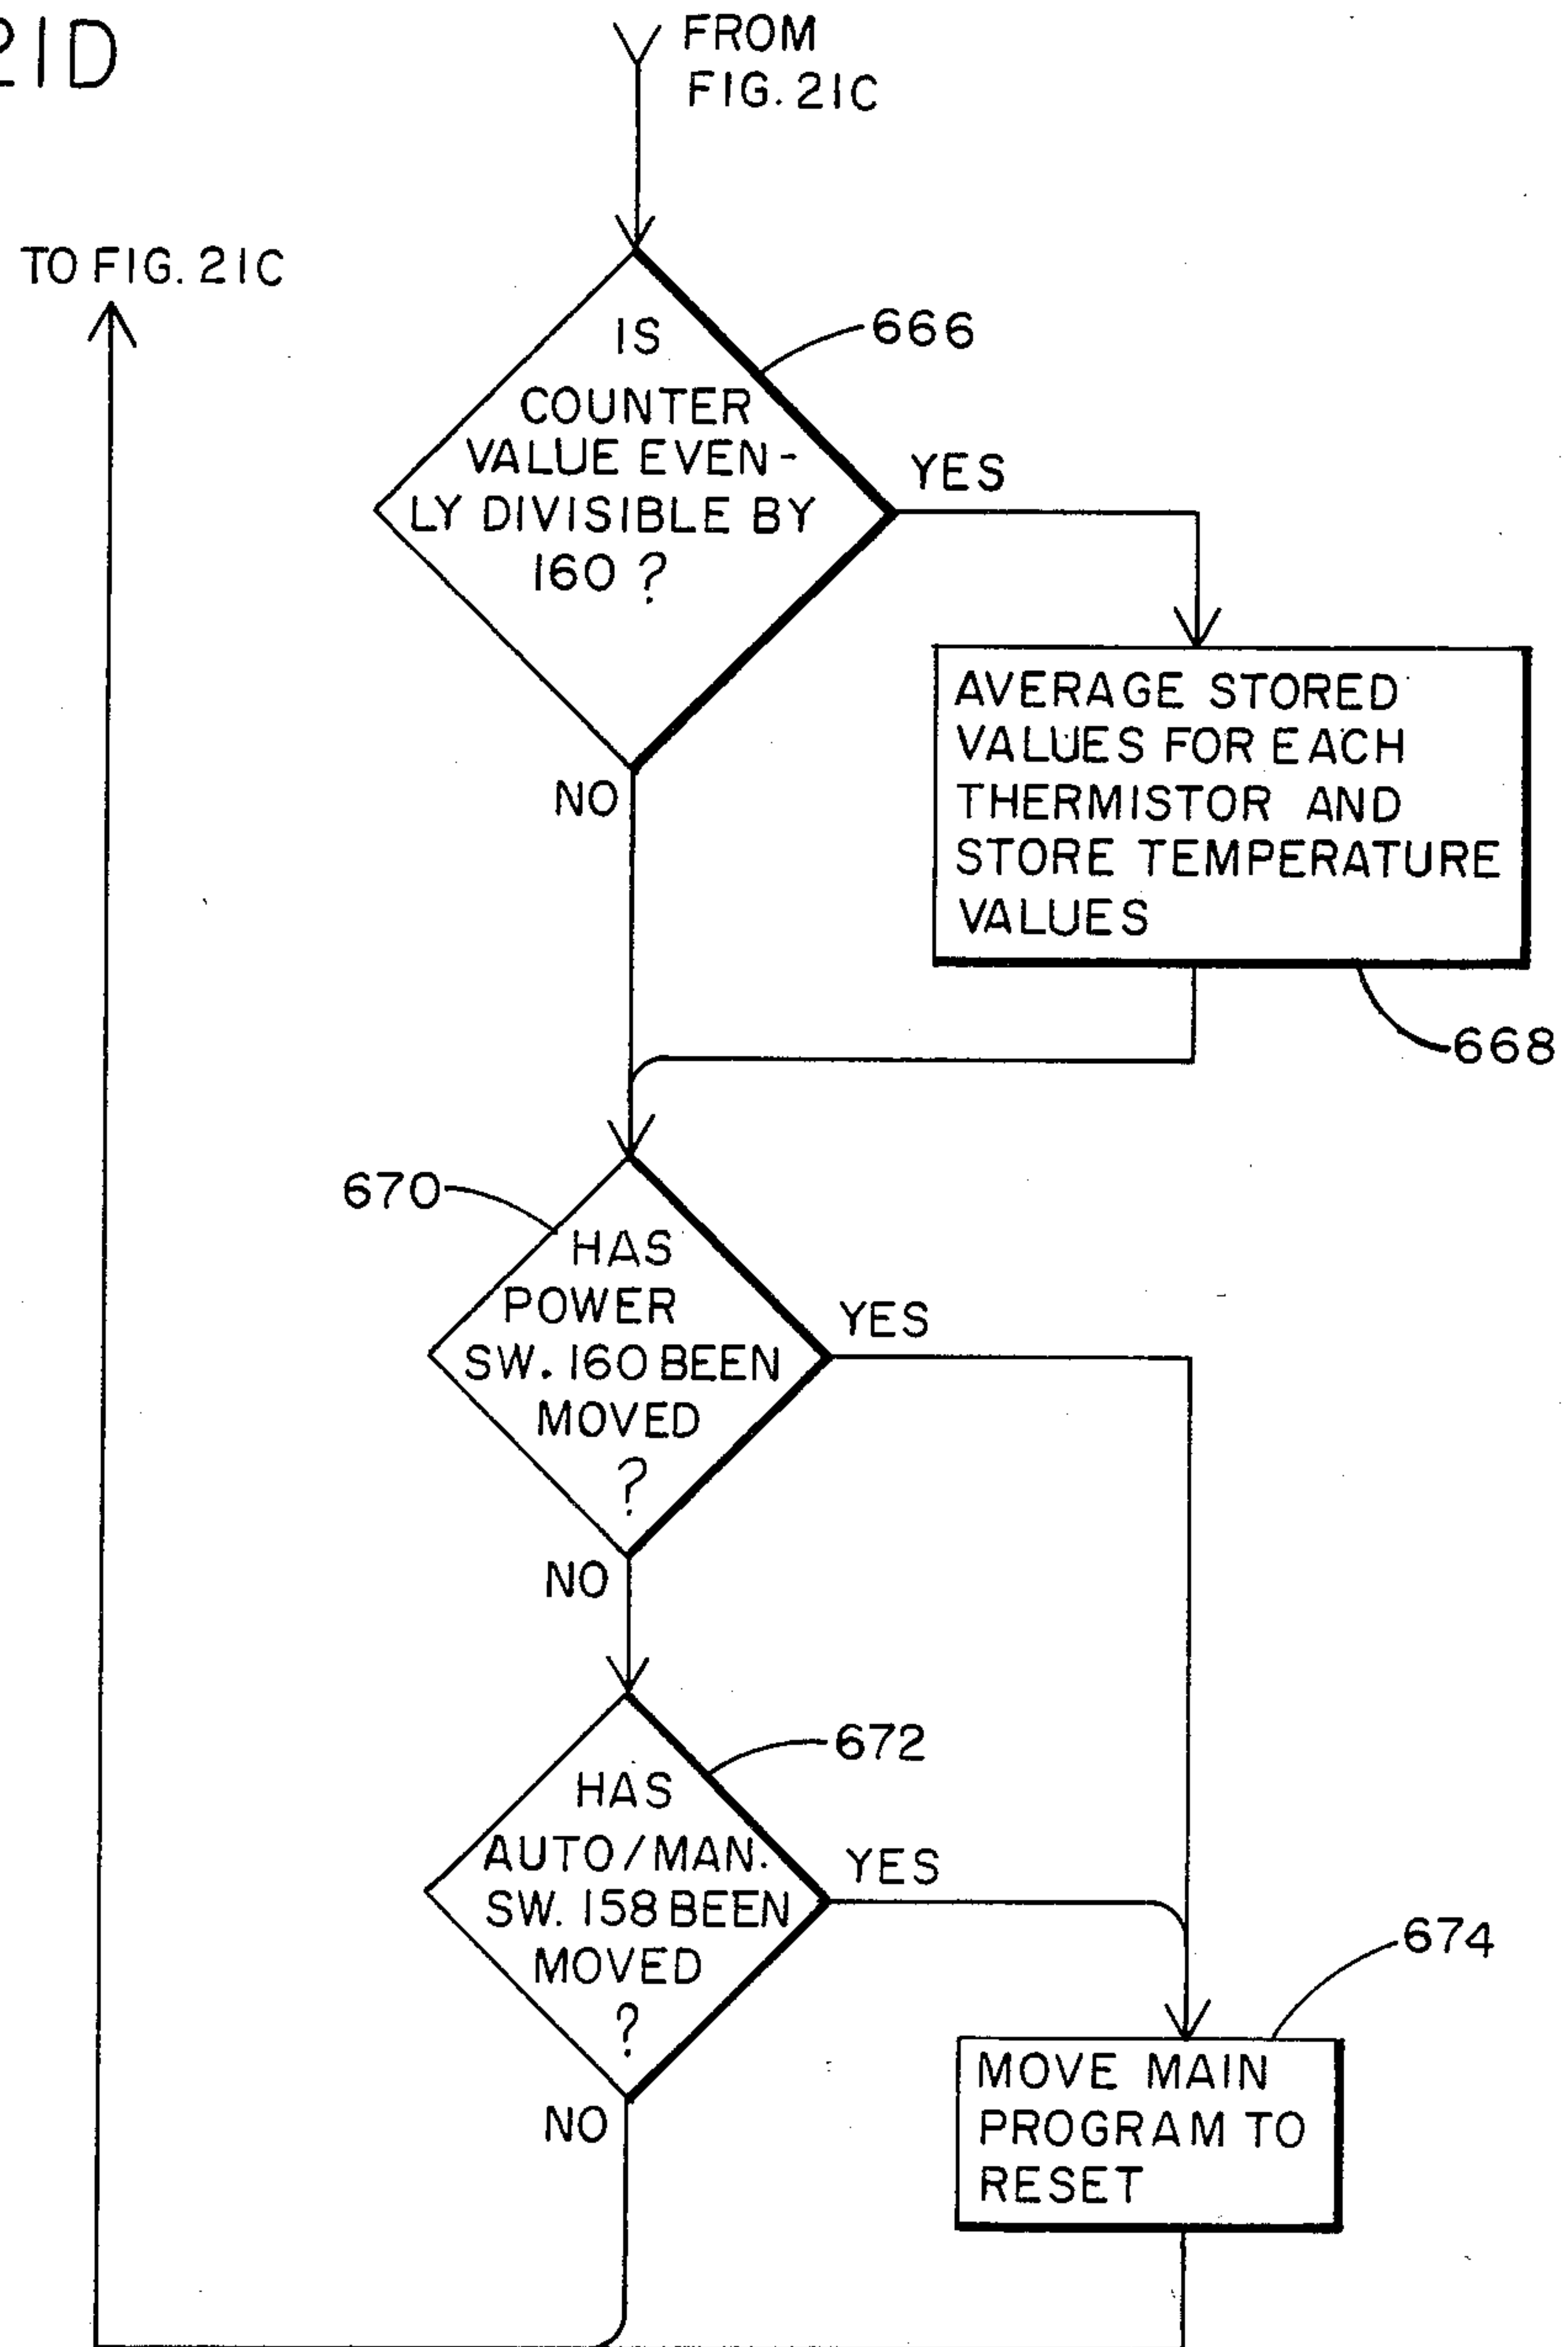 21D
FROM
FIG. 21C
TO FIG. 21C
666
IS
COUNTER
VALUE EVEN-
LY DIVISIBLE BY
160 ?
YES
NO
AVERAGE STORED
VALUES FOR EACH
THERMISTOR AND
STORE TEMPERATURE
VALUES
668
670
HAS
POWER
SW. 160 BEEN
MOVED
?
YES
NO
672
HAS
AUTO/MAN.
SW. 158 BEEN
MOVED
?
YES
NO
674
MOVE MAIN
PROGRAM TO
RESET